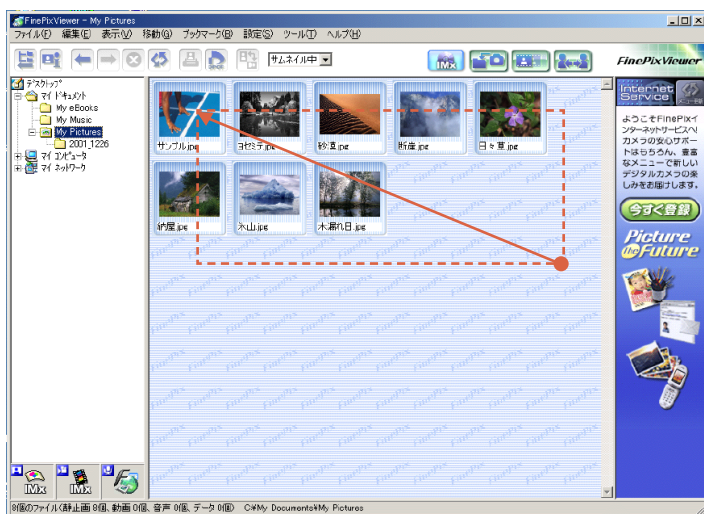 FinePixViewer - My Pictures
ファイル(F) 編集(E) 表示(V) 移動(G) ブックマーク(B) 設定(S) ツール(T) ヘルプ(H)
サムネイル中
IMx
FinePixViewer
デスクトップ
マイ ドキュメント
My eBooks
My Music
My Pictures
2001_1226
マイ コンピュータ
マイ ネットワーク
サンプル.jpg ヨセミテ.jpg 砂漠.jpg 断崖.jpg 日々草.jpg
納屋.jpg 氷山.jpg 木漏れ日.jpg
Internet
Service
ようこそFinePixイ
ンターネットサービスへ!
カメラの安心サポー
トはもちろん、豊富
なメニューで新しい
デジタルカメラの楽
しみをお届けします。
今すぐ登録
Picture
the Future
IMx IMx
8個のファイル(静止画 8個、動画 0個、音声 0個、データ 0個) C:¥My Documents¥My Pictures